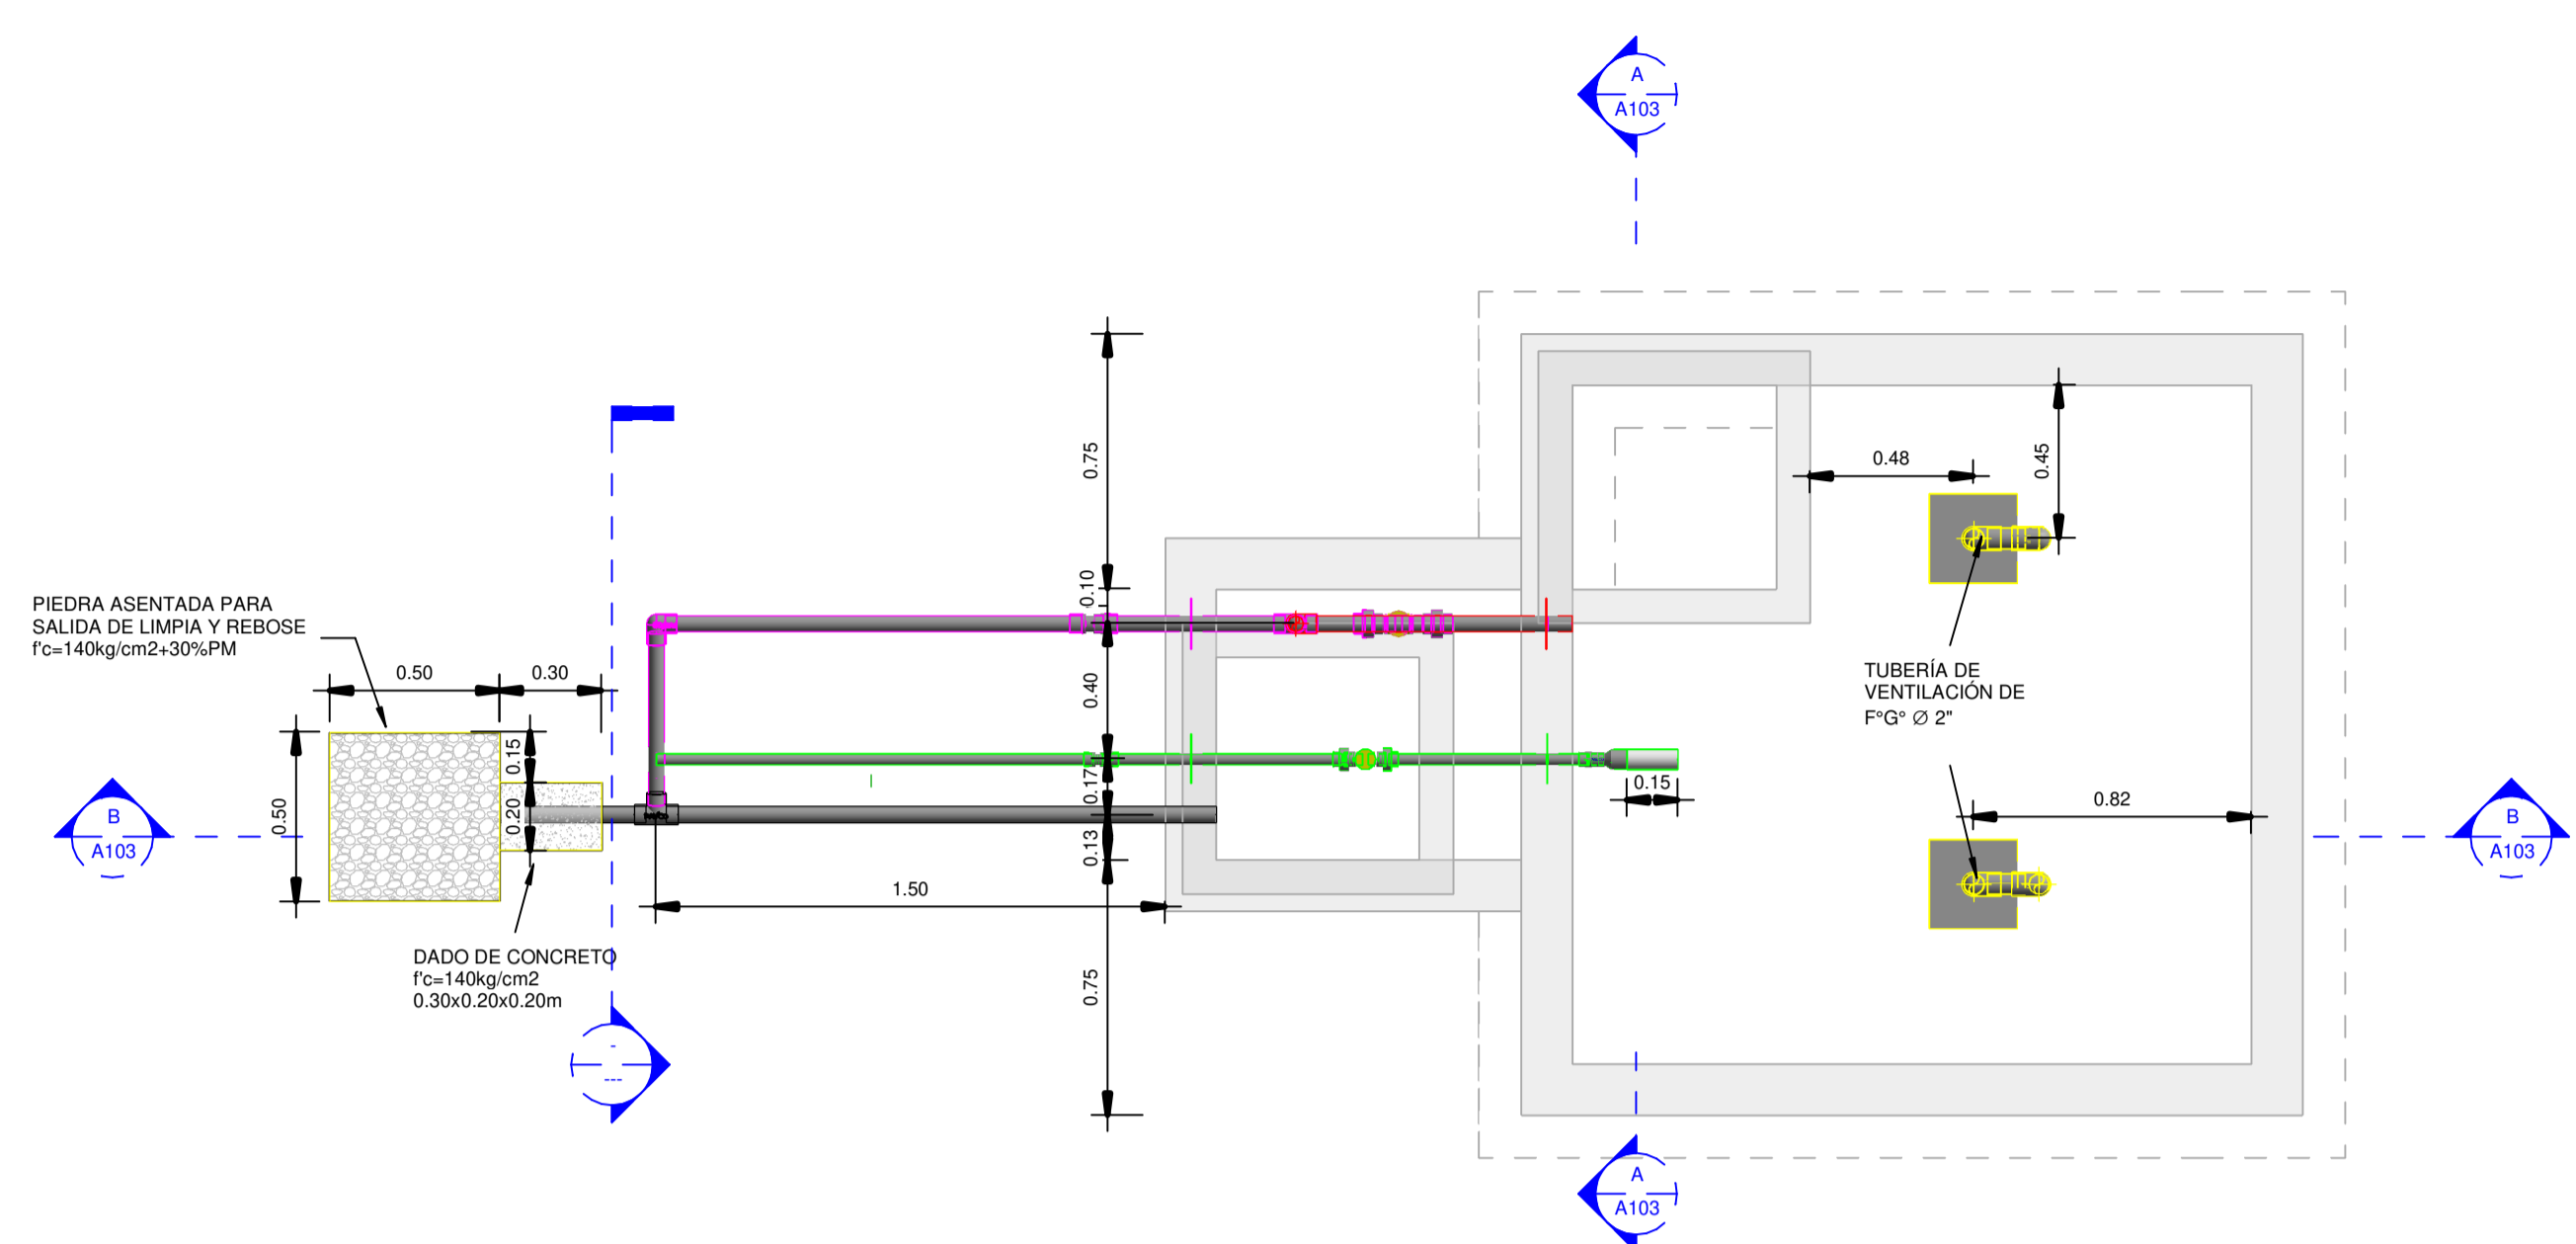 A
A103
0.75
0.48
0.45
0.10
PIEDRA ASENTADA PARA
SALIDA DE LIMPIA Y REBOSE
f'c=140kg/cm2+30%PM
0.50
0.30
0.40
TUBERÍA DE
VENTILACIÓN DE
F°G° ∅ 2"
0.15
0.17
0.15
0.82
0.50
0.20
B
A103
0.13
B
A103
1.50
DADO DE CONCRETO
f'c=140kg/cm2
0.30x0.20x0.20m
0.75
-
---
A
A103